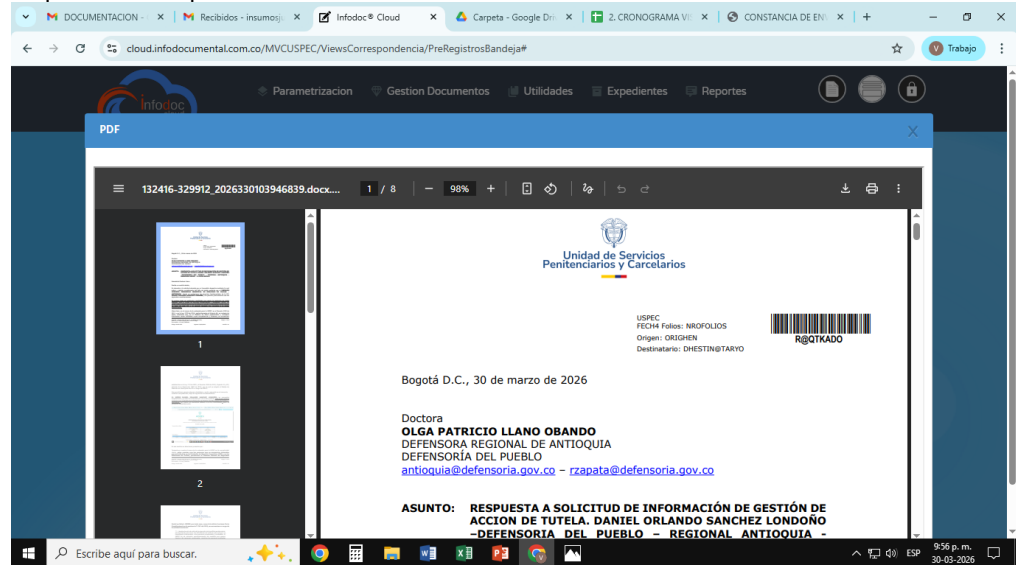 DOCUMENTACION -
Recibidos - insumosj
Infodoc® Cloud
Carpeta - Google Dri
2. CRONOGRAMA VI
CONSTANCIA DE EN
cloud.infodocumental.com.co/MVCUSPEC/ViewsCorrespondencia/PreRegistrosBandeja#
V Trabajo
infodoc
Parametrizacion
Gestion Documentos
Utilidades
Expedientes
Reportes
PDF
X
132416-329912_2026330103946839.docx....
1 / 8
98%
1
2
Unidad de Servicios
Penitenciarios y Carcelarios
USPEC
FECH4 Folios: NROFOLIOS
Origen: ORIGHEN
Destinatario: DHESTIN@TARYO
R@QTKADO
Bogotá D.C., 30 de marzo de 2026
Doctora
OLGA PATRICIO LLANO OBANDO
DEFENSORA REGIONAL DE ANTIOQUIA
DEFENSORÍA DEL PUEBLO
antioquia@defensoria.gov.co – rzapata@defensoria.gov.co
ASUNTO: RESPUESTA A SOLICITUD DE INFORMACIÓN DE GESTIÓN DE
ACCION DE TUTELA. DANIEL ORLANDO SANCHEZ LONDOÑO
–DEFENSORIA DEL PUEBLO – REGIONAL ANTIOQUIA -
Escribe aquí para buscar.
ESP
9:56 p. m.
30-03-2026